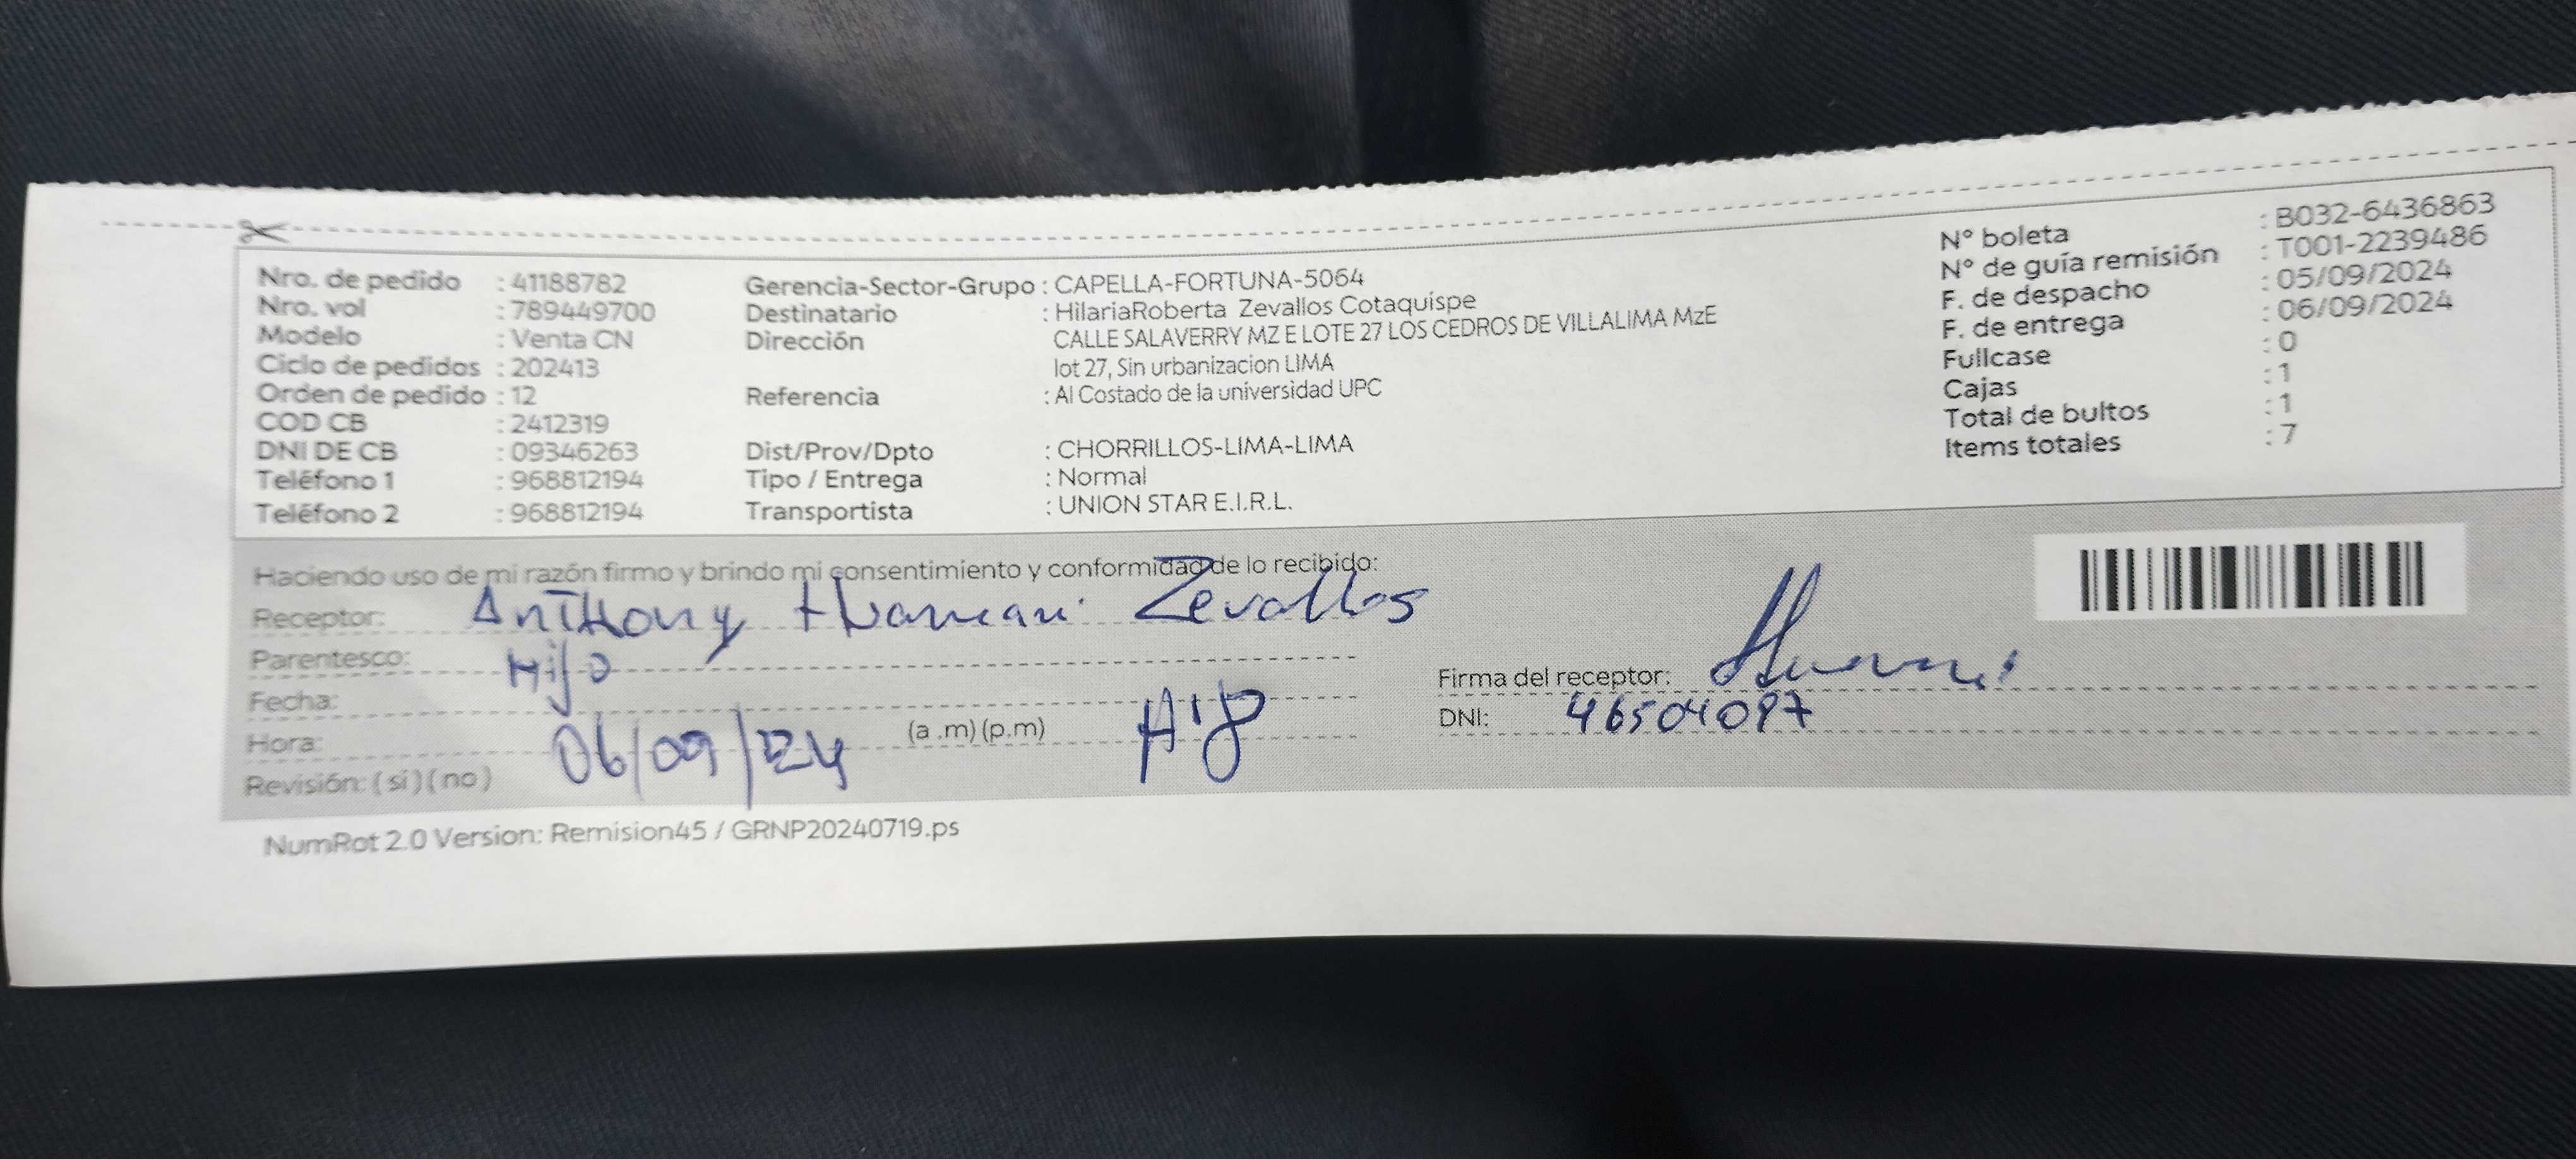 Nro. de pedido : 41188782
Nro. vol : 789449700
Modelo : Venta CN
Ciclo de pedidos : 202413
Orden de pedido : 12
COD CB : 2412319
DNI DE CB : 09346263
Teléfono 1 : 968812194
Teléfono 2 : 968812194
Gerencia-Sector-Grupo : CAPELLA-FORTUNA-5064
Destinatario : HilariaRoberta Zevallos Cotaquispe
Dirección CALLE SALAVERRY MZ E LOTE 27 LOS CEDROS DE VILLALIMA MzE
lot 27, Sin urbanizacion LIMA
Referencia : Al Costado de la universidad UPC
Dist/Prov/Dpto : CHORRILLOS-LIMA-LIMA
Tipo / Entrega : Normal
Transportista : UNION STAR E.I.R.L.
N° boleta : B032-6436863
N° de guía remisión : T001-2239486
F. de despacho : 05/09/2024
F. de entrega : 06/09/2024
Fullcase : 0
Cajas : 1
Total de bultos : 1
Items totales : 7
Haciendo uso de mi razón firmo y brindo mi consentimiento y conformidad de lo recibido:
Receptor: Anthony Huamani Zevallos
Parentesco: Hijo
Fecha: 06/09/24
Hora: (a .m) (p.m)
Revisión: ( si ) ( no )
Firma del receptor:
DNI: 46504097
NumRot 2.0 Version: Remision45 / GRNP20240719.ps